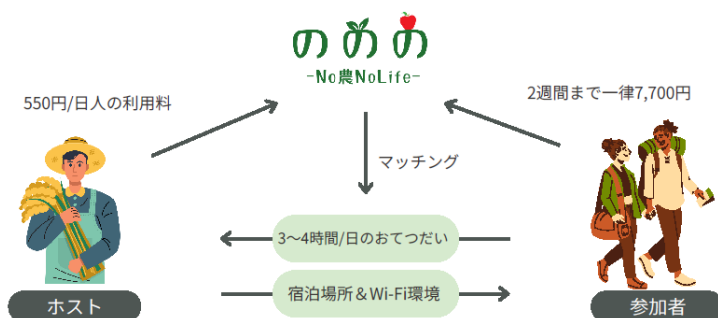 ののの
-No農NoLife-
550円/日人の利用料
2週間まで一律7,700円
マッチング
3〜4時間/日のおてつだい
宿泊場所＆Wi-Fi環境
ホスト
参加者